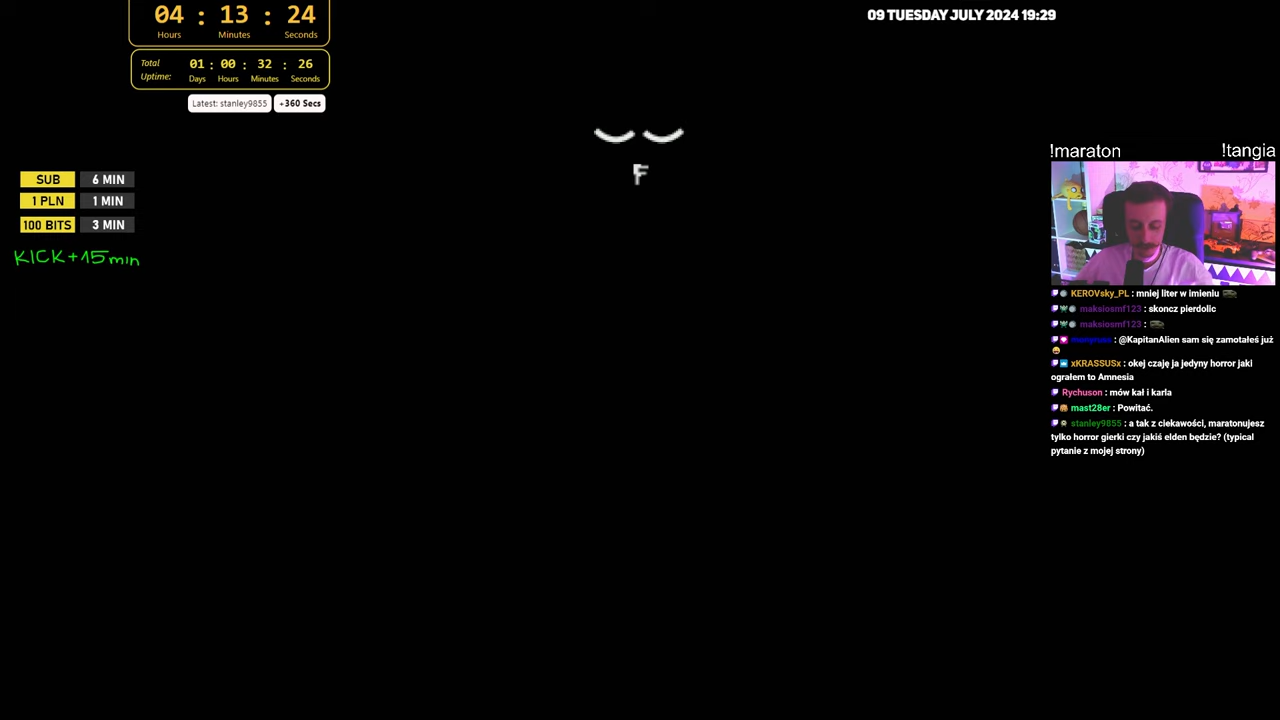 04 : 13 : 24
Hours Minutes Seconds
Total Uptime: 01 : 00 : 32 : 26
Days Hours Minutes Seconds
Latest: stanley9855 +360 Secs
09 TUESDAY JULY 2024 19:29
F
SUB 6 MIN
1 PLN 1 MIN
100 BITS 3 MIN
KICK+15min
!maraton !tangia
KEROVsky_PL : mniej liter w imieniu
maksiosmf123 : skoncz pierdolic
maksiosmf123 :
: @KapitanAlien sam się zamotałeś już
xKRASSUSx : okej czaję ja jedyny horror jaki
ograłem to Amnesia
Rychuson : mów kał i karla
mast28er : Powitać.
stanley9855 : a tak z ciekawości, maratonujesz
tylko horror gierki czy jakiś elden będzie? (typical
pytanie z mojej strony)